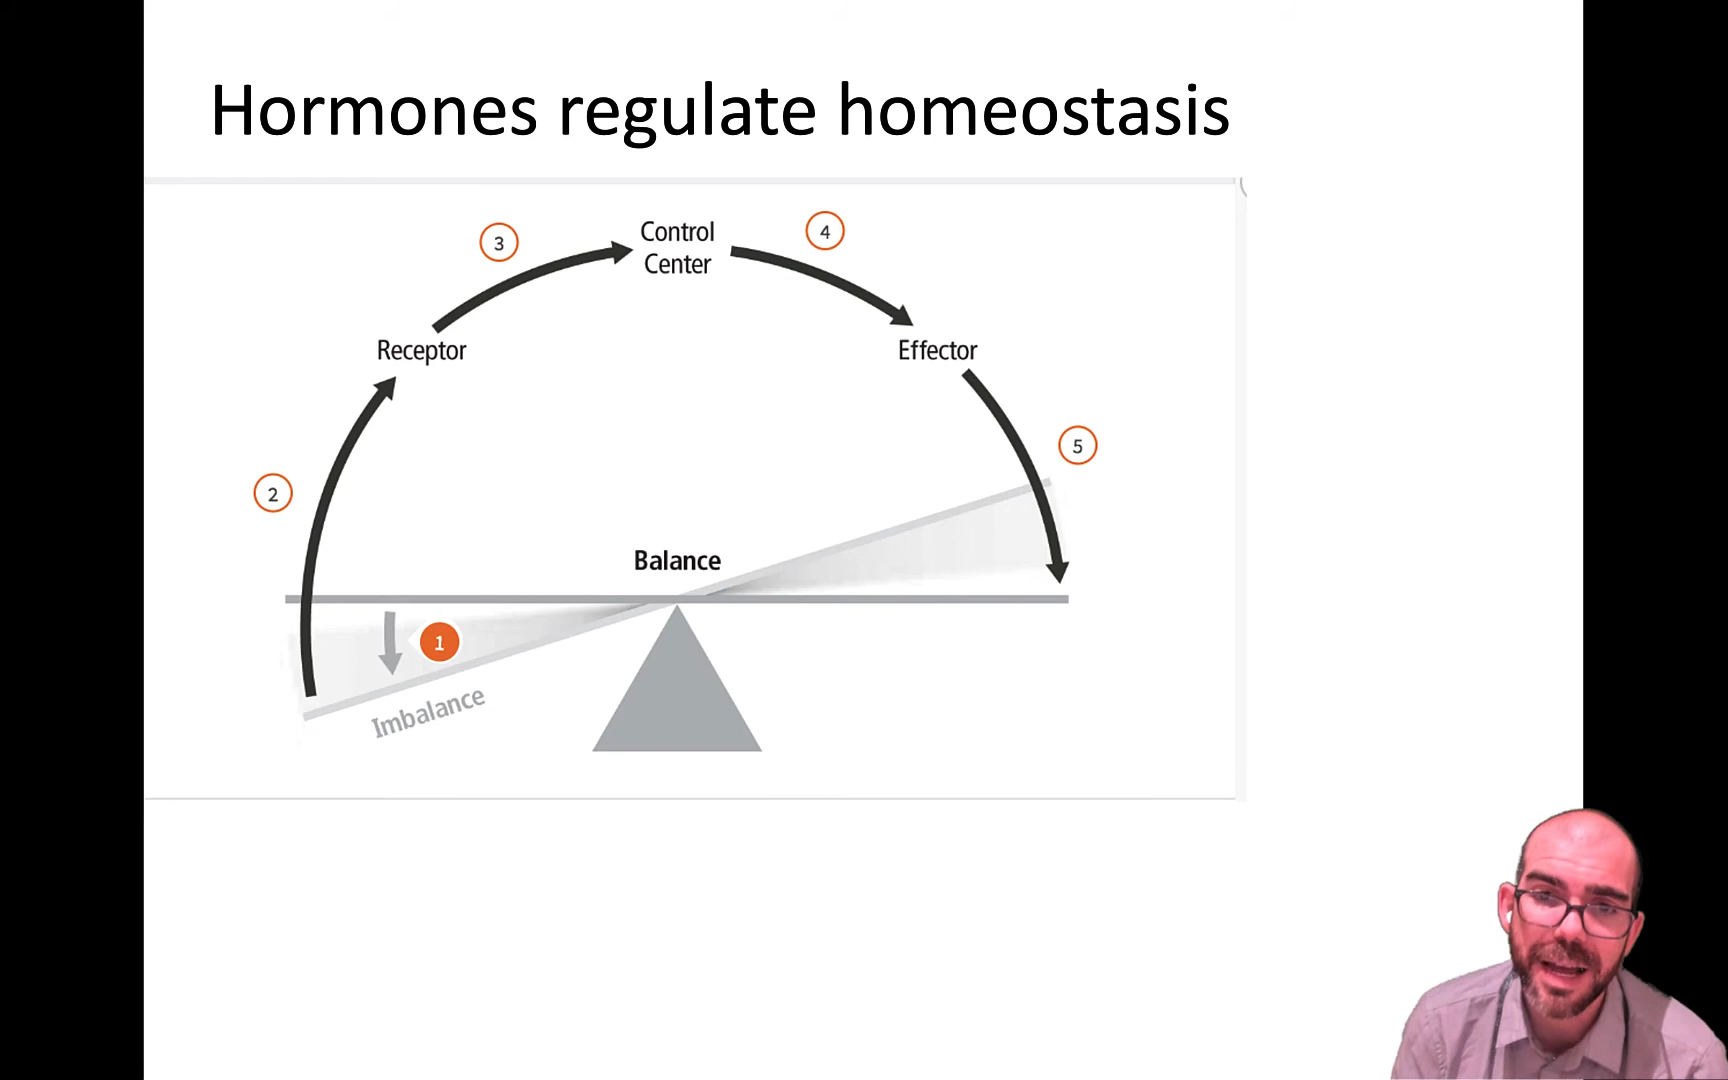 Hormones regulate homeostasis
3
Control
Center
4
Receptor
Effector
2
5
Balance
1
Imbalance